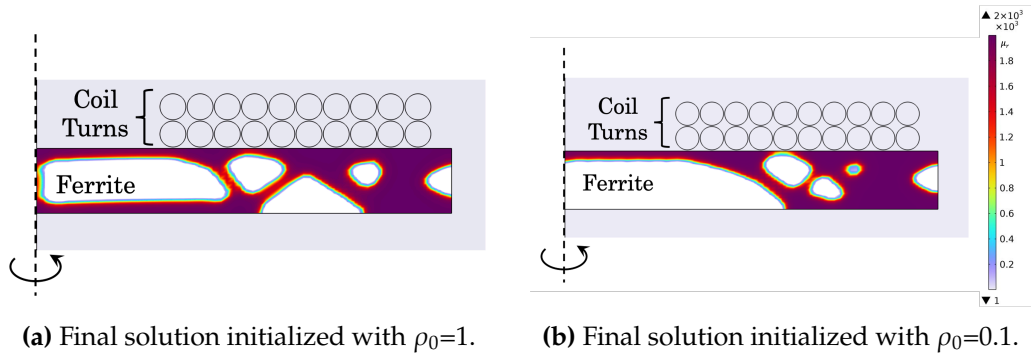 Coil
Turns
Ferrite
(a) Final solution initialized with ρ₀=1.
Coil
Turns
Ferrite
(b) Final solution initialized with ρ₀=0.1.
▲ 2×10³
×10³
μᵣ
1.8
1.6
1.4
1.2
1
0.8
0.6
0.4
0.2
▼ 1